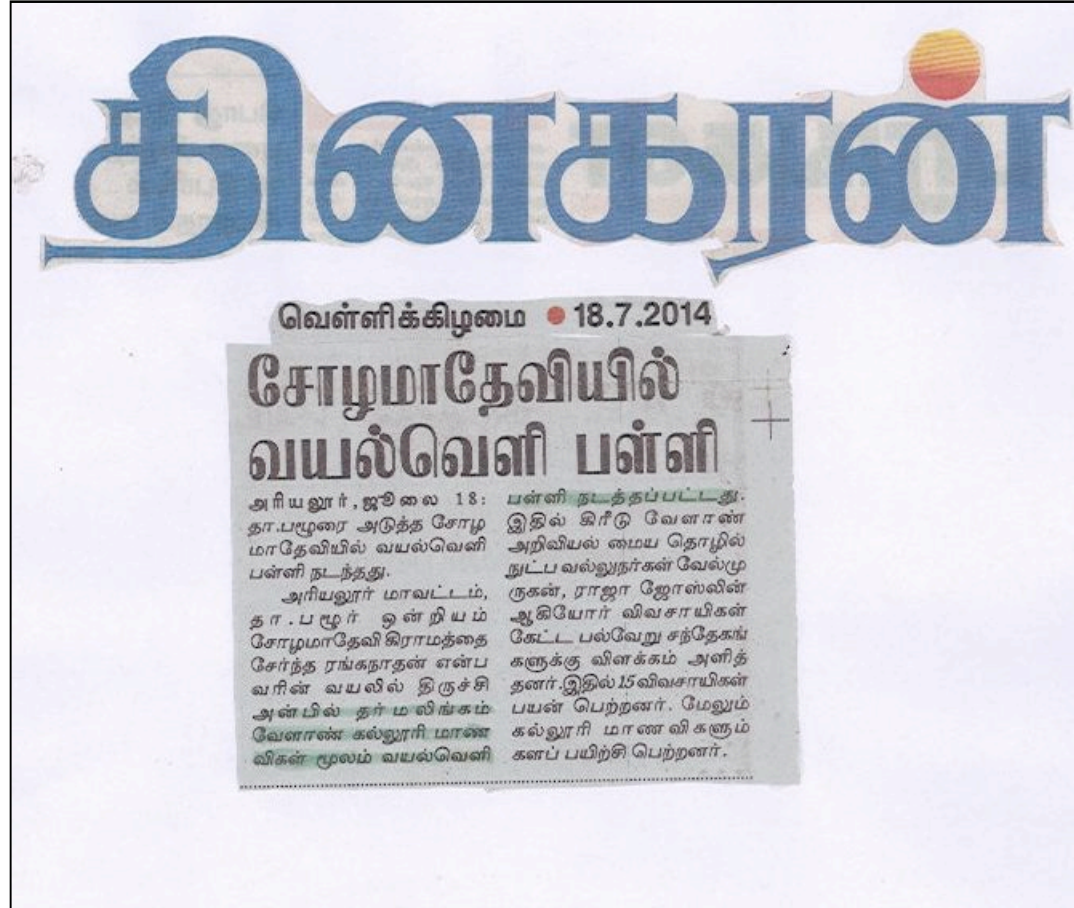 தினகரன்
வெள்ளிக்கிழமை ● 18.7.2014
சோழமாதேவியில்
வயல்வெளி பள்ளி
அரியலூர்,ஜூலை 18:
தா.பழூரை அடுத்த சோழ
மாதேவியில் வயல்வெளி
பள்ளி நடந்தது.
அரியலூர் மாவட்டம்,
தா.பழூர் ஒன்றியம்
சோழமாதேவி கிராமத்தை
சேர்ந்த ரங்கநாதன் என்ப
வரின் வயலில் திருச்சி
அன்பில் தர்மலிங்கம்
வேளாண் கல்லூரி மாண
விகள் மூலம் வயல்வெளி
பள்ளி நடத்தப்பட்டது.
இதில் கிரீடு வேளாண்
அறிவியல் மைய தொழில்
நுட்ப வல்லுநர்கள் வேல்மு
ருகன், ராஜா ஜோஸ்லின்
ஆகியோர் விவசாயிகள்
கேட்ட பல்வேறு சந்தேகங்
களுக்கு விளக்கம் அளித்
தனர்.இதில் 15 விவசாயிகள்
பயன் பெற்றனர். மேலும்
கல்லூரி மாணவிகளும்
களப் பயிற்சி பெற்றனர்.